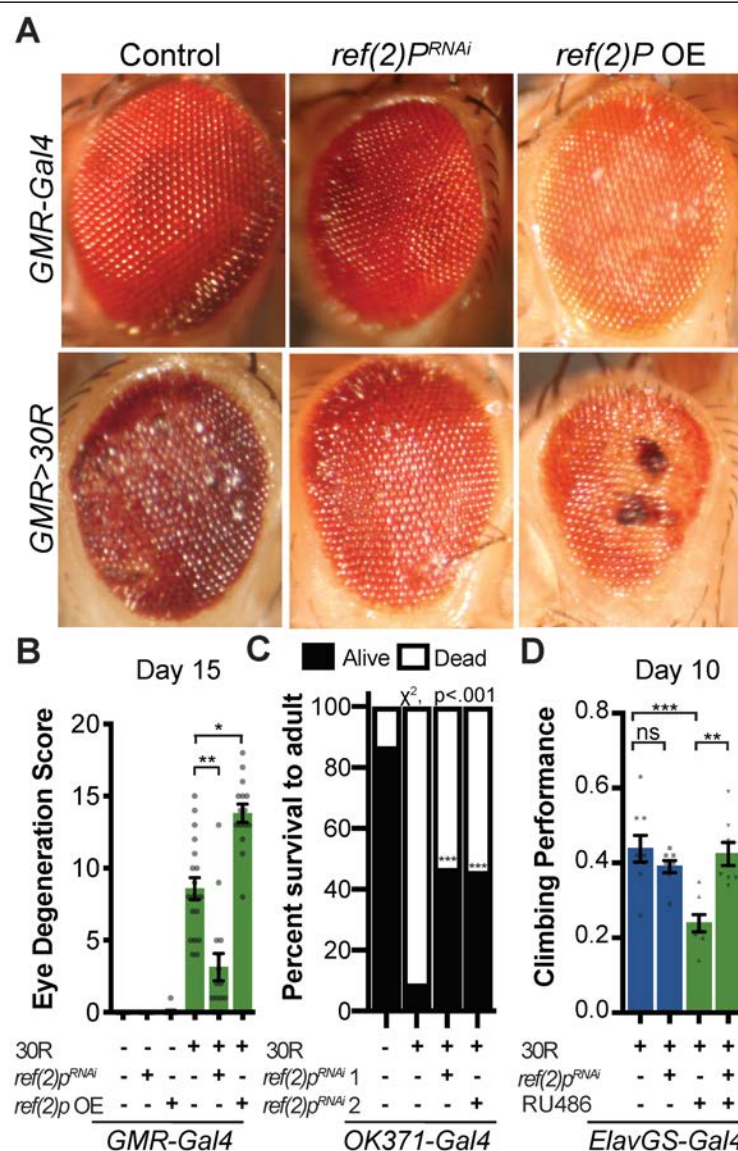 A
Control ref(2)P^RNAi ref(2)P OE
GMR-Gal4
GMR>30R
B Day 15
Eye Degeneration Score
20
15
10
5
0
* 
**
30R - - - + + +
ref(2)p^RNAi - + - - + -
ref(2)p OE - - + - - +
GMR-Gal4
C Alive Dead
χ², p<.001
Percent survival to adult
100
80
60
40
20
0
*** ***
30R - + + +
ref(2)p^RNAi 1 - - + -
ref(2)p^RNAi 2 - - - +
OK371-Gal4
D Day 10
Climbing Performance
0.8
0.6
0.4
0.2
0.0
***
ns **
30R + + + +
ref(2)p^RNAi - + - +
RU486 - - + +
ElavGS-Gal4